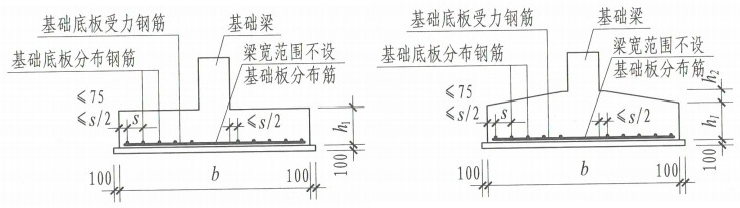 基础底板受力钢筋
基础梁
基础底板分布钢筋
梁宽范围不设
基础板分布筋
≤75
≤s/2
s
≤s/2
h₁
100
100
b
100
基础底板受力钢筋
基础梁
基础底板分布钢筋
梁宽范围不设
基础板分布筋
≤75
≤s/2
s
≤s/2
h₂
h₁
100
100
b
100